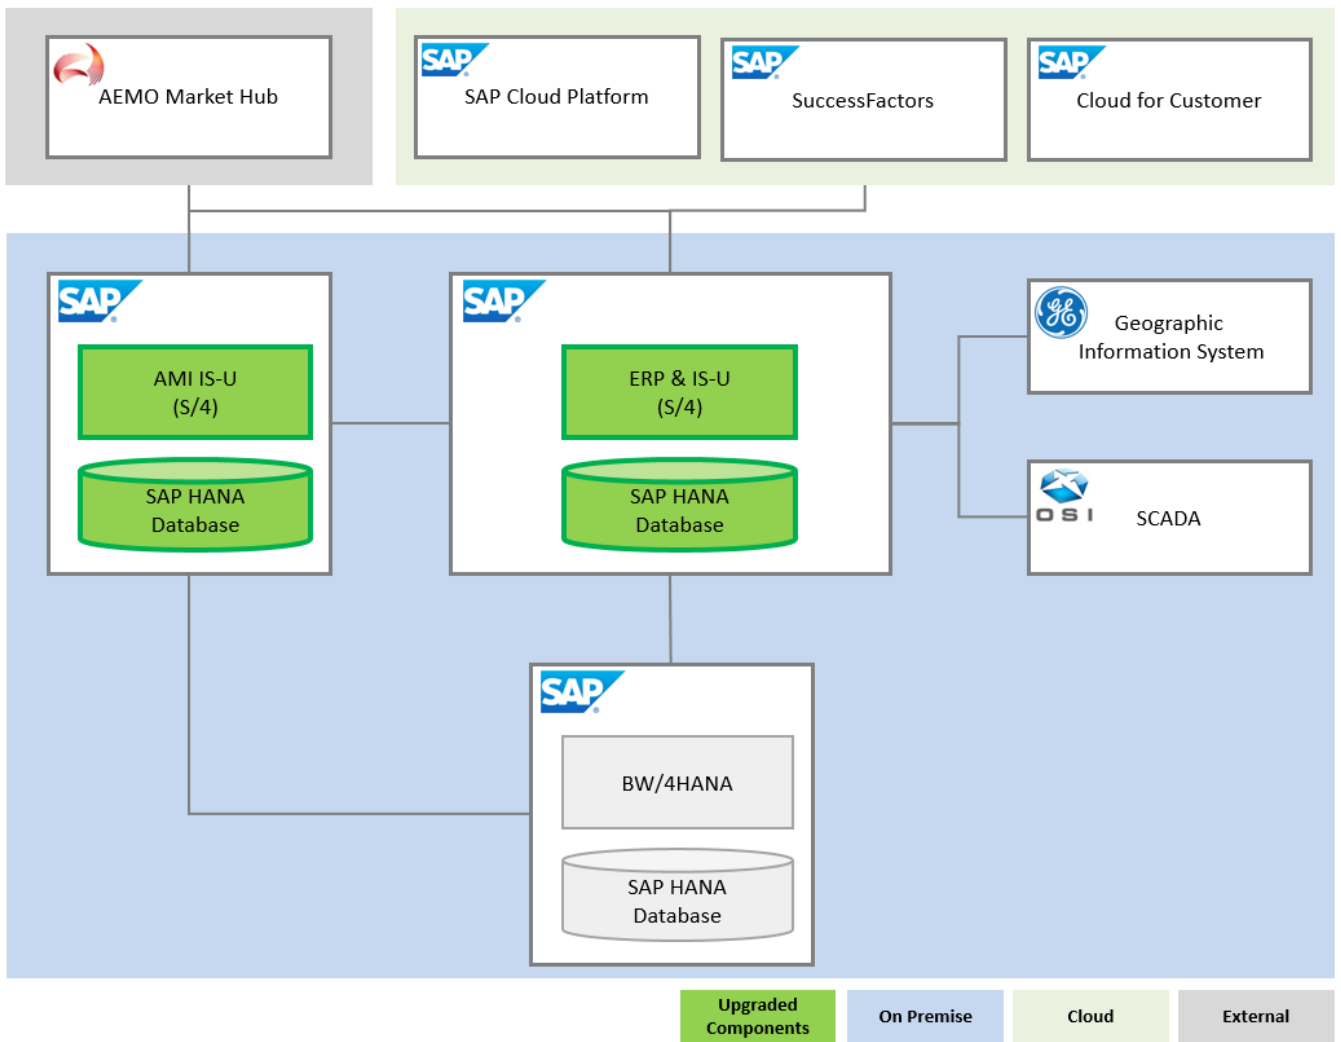 AEMO Market Hub
SAP
SAP Cloud Platform
SAP
SuccessFactors
SAP
Cloud for Customer
SAP
AMI IS-U
(S/4)
SAP HANA
Database
SAP
ERP & IS-U
(S/4)
SAP HANA
Database
GE
Geographic
Information System
OSI
SCADA
SAP
BW/4HANA
SAP HANA
Database
Upgraded
Components
On Premise
Cloud
External